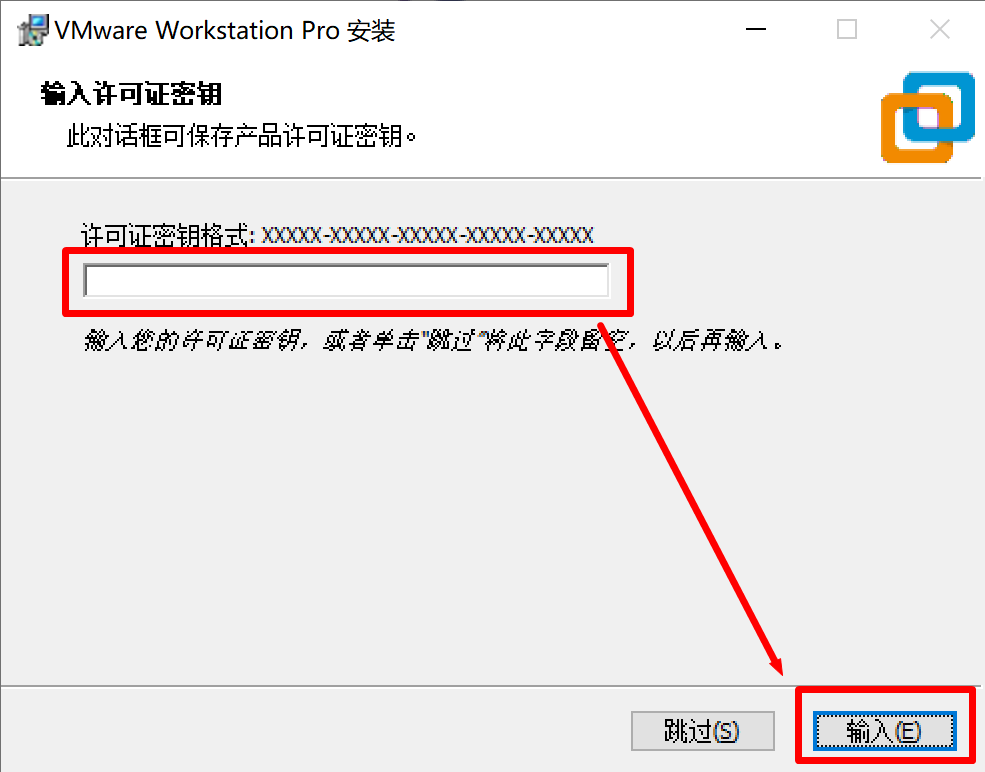 VMware Workstation Pro 安装
输入许可证密钥
此对话框可保存产品许可证密钥。
许可证密钥格式: XXXXX-XXXXX-XXXXX-XXXXX-XXXXX
输入您的许可证密钥，或者单击"跳过"将此字段留空，以后再输入。
跳过(S)
输入(E)